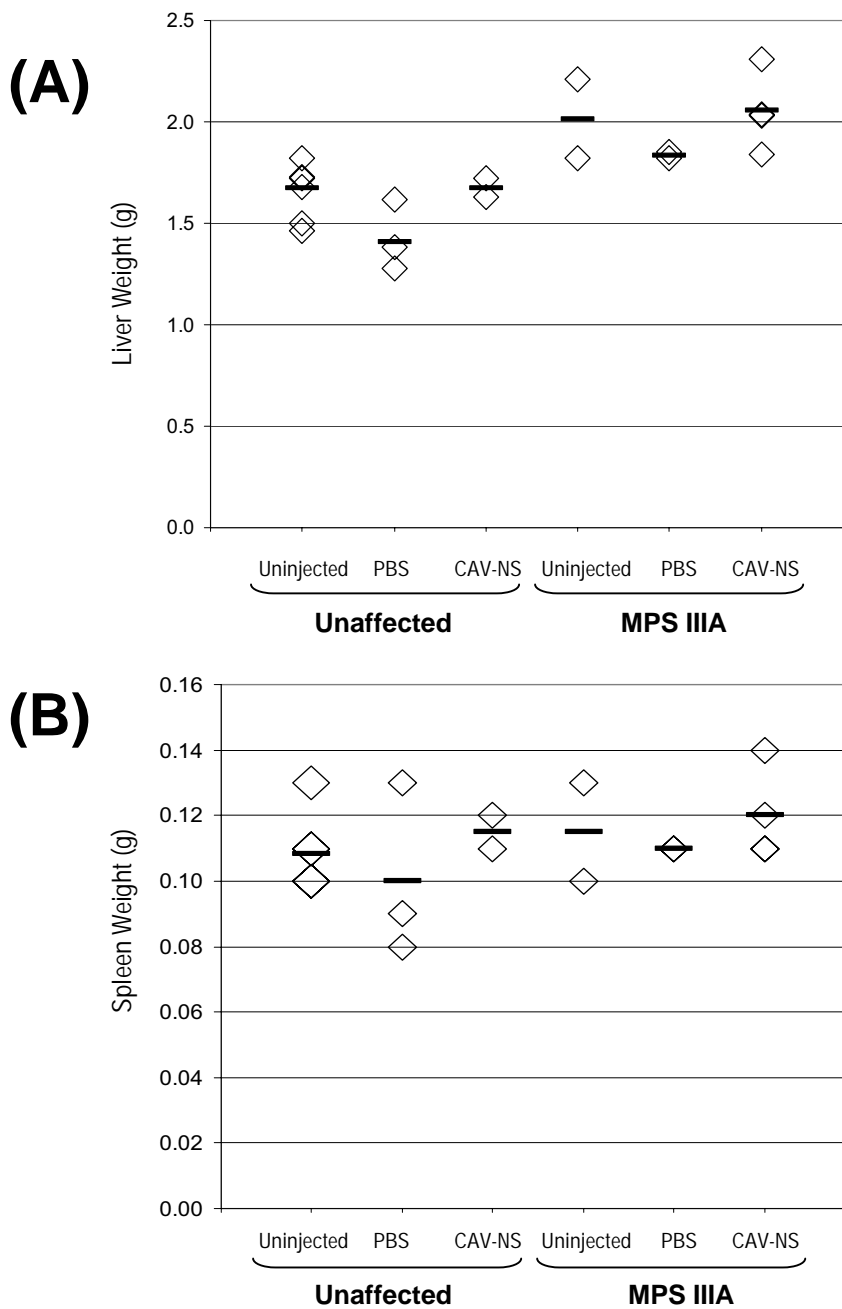 (A)
Liver Weight (g)
2.5
2.0
1.5
1.0
0.5
0.0
Uninjected PBS CAV-NS Uninjected PBS CAV-NS
Unaffected MPS IIIA
(B)
Spleen Weight (g)
0.16
0.14
0.12
0.10
0.08
0.06
0.04
0.02
0.00
Uninjected PBS CAV-NS Uninjected PBS CAV-NS
Unaffected MPS IIIA